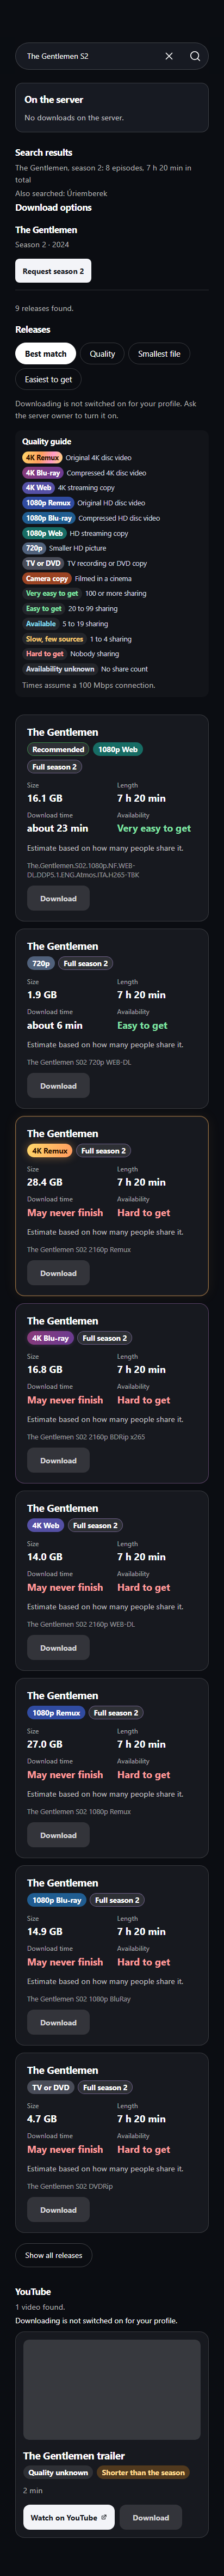 The Gentlemen S2
On the server
No downloads on the server.
Search results
The Gentlemen, season 2: 8 episodes, 7 h 20 min in
total
Also searched: Úriemberek
Download options
The Gentlemen
Season 2 · 2024
Request season 2
9 releases found.
Releases
Best match
Quality
Smallest file
Easiest to get
Downloading is not switched on for your profile. Ask
the server owner to turn it on.
Quality guide
4K Remux Original 4K disc video
4K Blu-ray Compressed 4K disc video
4K Web 4K streaming copy
1080p Remux Original HD disc video
1080p Blu-ray Compressed HD disc video
1080p Web HD streaming copy
720p Smaller HD picture
TV or DVD TV recording or DVD copy
Camera copy Filmed in a cinema
Very easy to get 100 or more sharing
Easy to get 20 to 99 sharing
Available 5 to 19 sharing
Slow, few sources 1 to 4 sharing
Hard to get Nobody sharing
Availability unknown No share count
Times assume a 100 Mbps connection.
The Gentlemen
Recommended 1080p Web
Full season 2
Size Length
16.1 GB 7 h 20 min
Download time Availability
about 23 min Very easy to get
Estimate based on how many people share it.
The.Gentlemen.S02.1080p.NF.WEB-
DL.DDP5.1.ENG.Atmos.ITA.H265-TBK
Download
The Gentlemen
720p Full season 2
Size Length
1.9 GB 7 h 20 min
Download time Availability
about 6 min Easy to get
Estimate based on how many people share it.
The Gentlemen S02 720p WEB-DL
Download
The Gentlemen
4K Remux Full season 2
Size Length
28.4 GB 7 h 20 min
Download time Availability
May never finish Hard to get
Estimate based on how many people share it.
The Gentlemen S02 2160p Remux
Download
The Gentlemen
4K Blu-ray Full season 2
Size Length
16.8 GB 7 h 20 min
Download time Availability
May never finish Hard to get
Estimate based on how many people share it.
The Gentlemen S02 2160p BDRip x265
Download
The Gentlemen
4K Web Full season 2
Size Length
14.0 GB 7 h 20 min
Download time Availability
May never finish Hard to get
Estimate based on how many people share it.
The Gentlemen S02 2160p WEB-DL
Download
The Gentlemen
1080p Remux Full season 2
Size Length
27.0 GB 7 h 20 min
Download time Availability
May never finish Hard to get
Estimate based on how many people share it.
The Gentlemen S02 1080p Remux
Download
The Gentlemen
1080p Blu-ray Full season 2
Size Length
14.9 GB 7 h 20 min
Download time Availability
May never finish Hard to get
Estimate based on how many people share it.
The Gentlemen S02 1080p BluRay
Download
The Gentlemen
TV or DVD Full season 2
Size Length
4.7 GB 7 h 20 min
Download time Availability
May never finish Hard to get
Estimate based on how many people share it.
The Gentlemen S02 DVDRip
Download
Show all releases
YouTube
1 video found.
Downloading is not switched on for your profile.
The Gentlemen trailer
Quality unknown Shorter than the season
2 min
Watch on YouTube Download